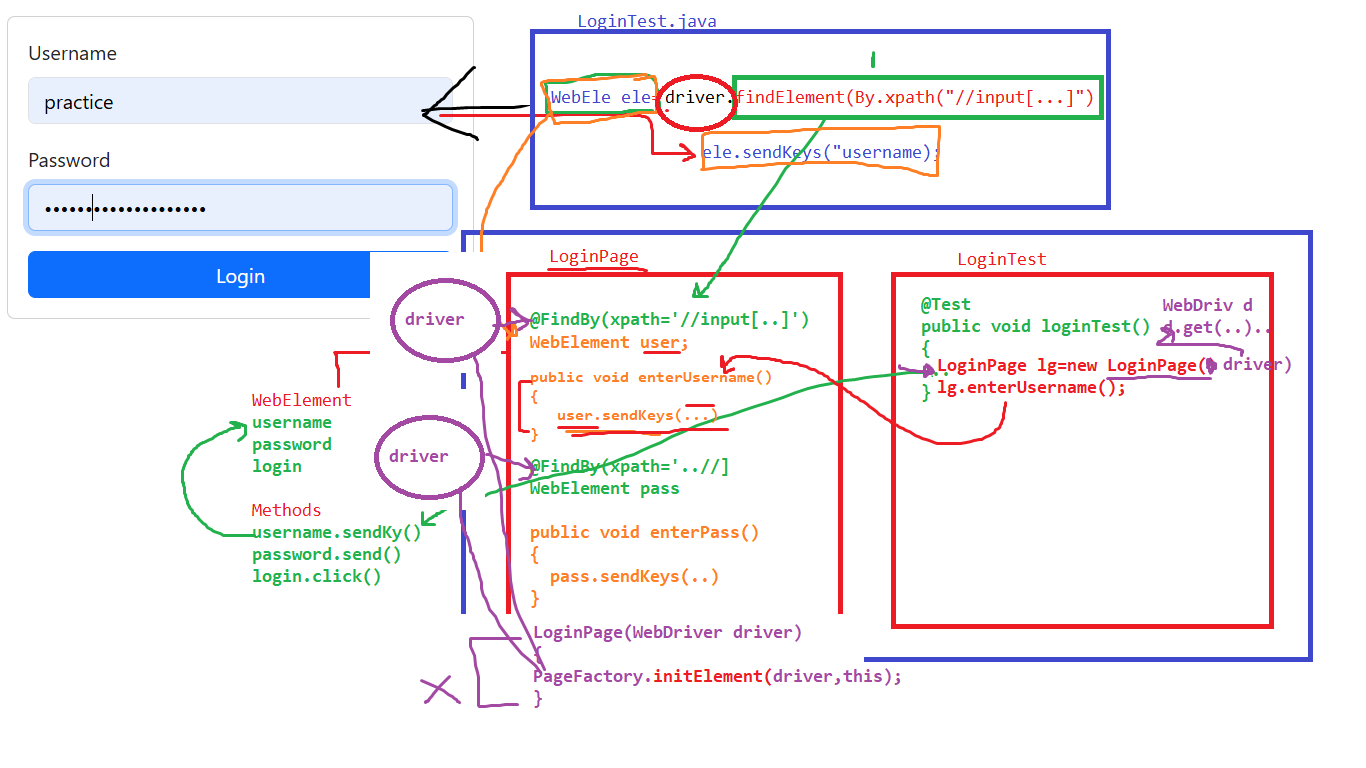 Username
practice
Password
Login
LoginTest.java
WebEle ele=driver.findElement(By.xpath("//input[...]")
ele.sendKeys("username);
WebElement
username
password
login
Methods
username.sendKy()
password.send()
login.click()
driver
driver
LoginPage
@FindBy(xpath='//input[..]')
WebElement user;
public void enterUsername()
{
user.sendKeys(...)
}
@FindBy(xpath='..//]
WebElement pass
public void enterPass()
{
pass.sendKeys(..)
}
LoginPage(WebDriver driver)
{
PageFactory.initElement(driver,this);
}
LoginTest
@Test
public void loginTest()
{
LoginPage lg=new LoginPage(driver)
lg.enterUsername();
}
WebDriv d
d.get(..)..